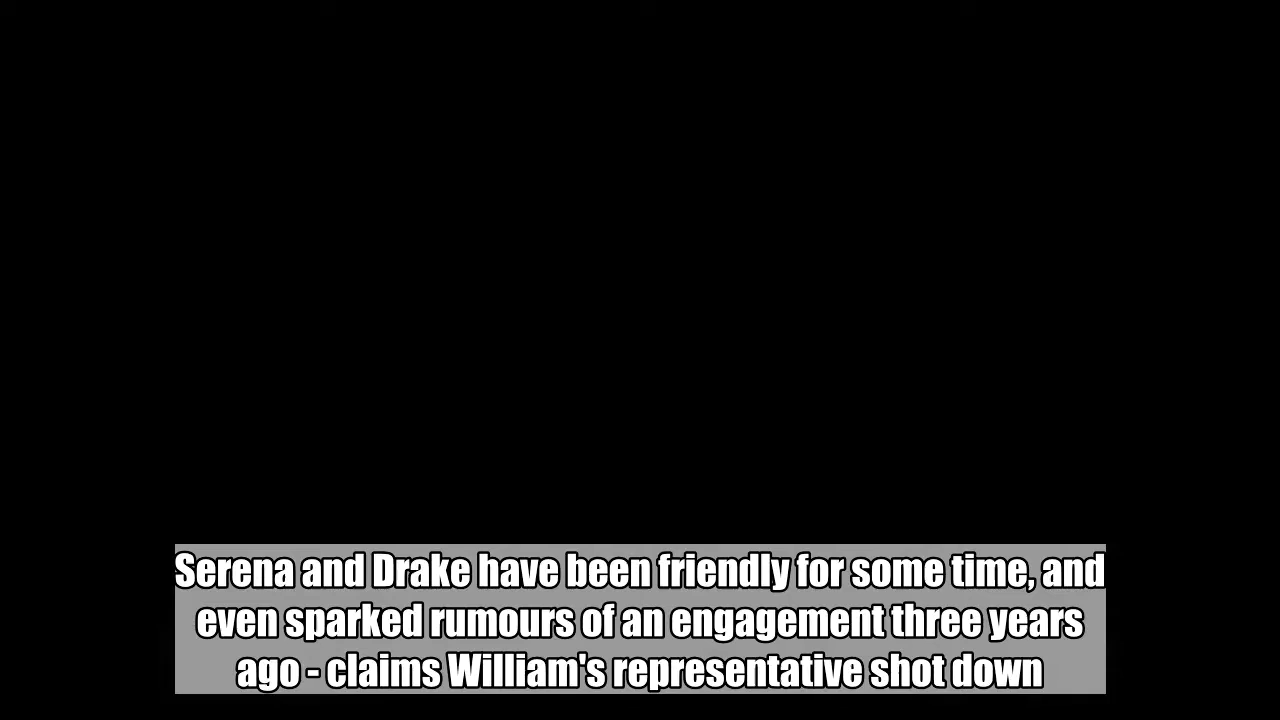 Serena and Drake have been friendly for some time, and
even sparked rumours of an engagement three years
ago - claims William's representative shot down